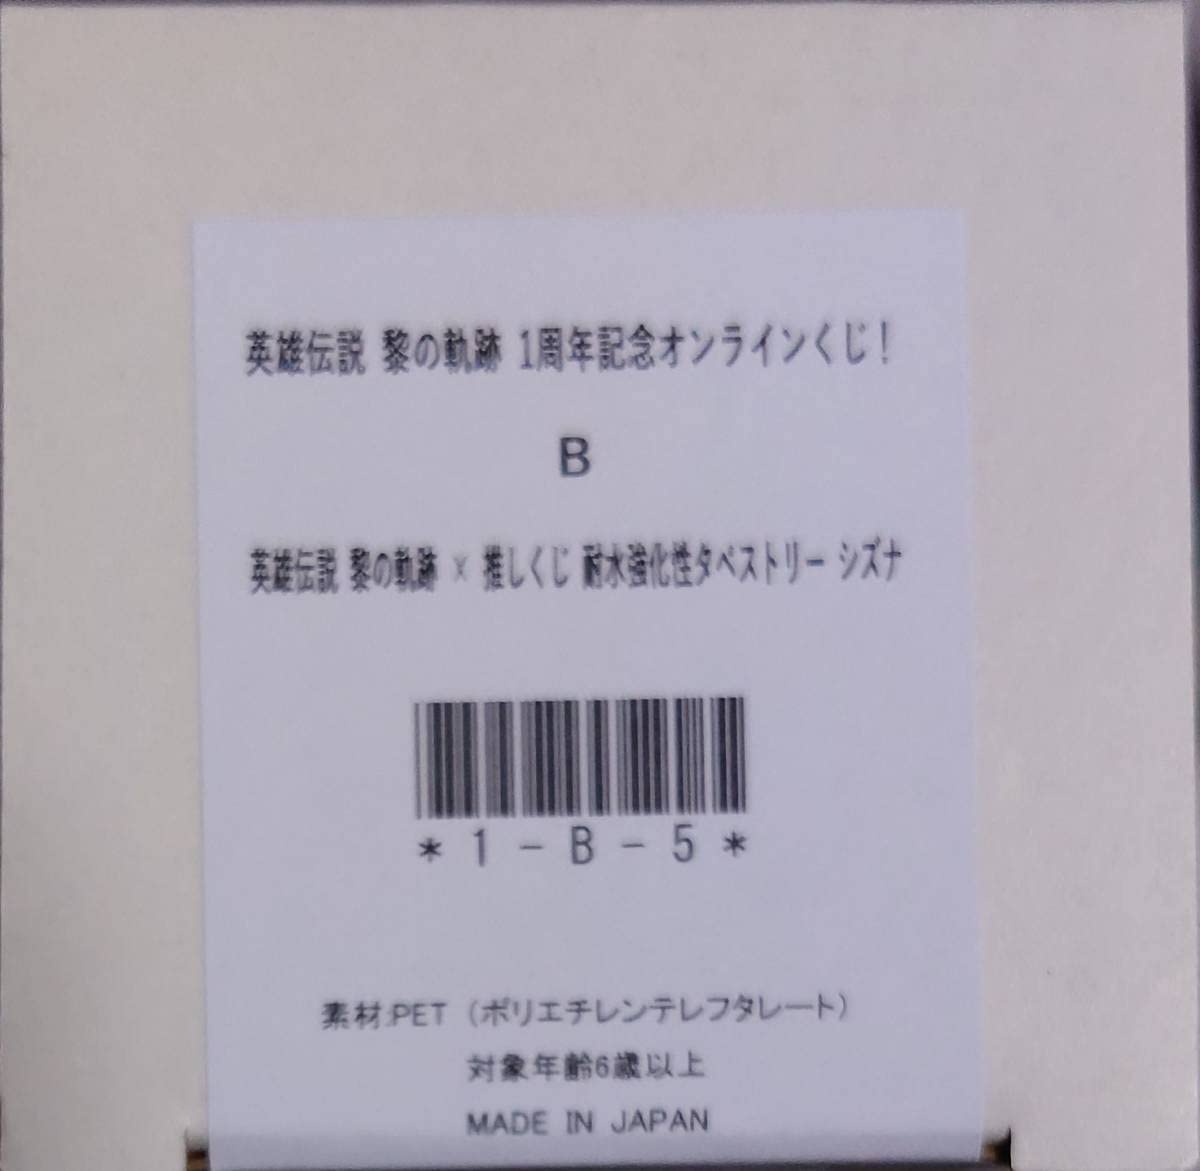 英雄伝説 黎の軌跡 1周年記念オンラインくじ!
B
英雄伝説 黎の軌跡 × 推しくじ 耐水強化性タペストリー シズナ
*1-B-5*
素材:PET (ポリエチレンテレフタレート)
対象年齢6歳以上
MADE IN JAPAN